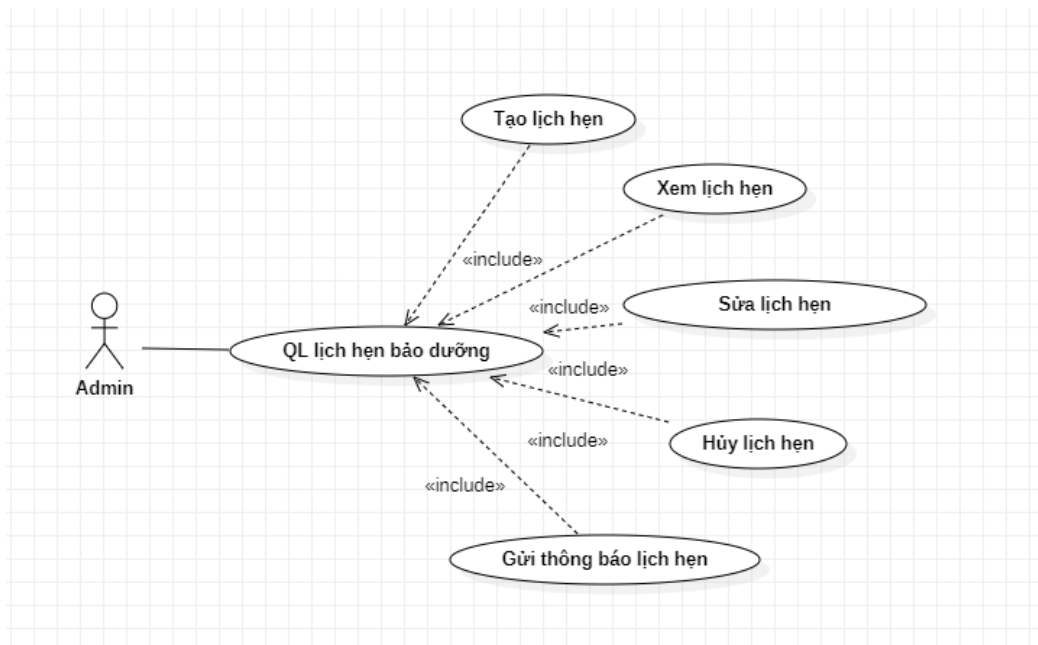 Tạo lịch hẹn
Xem lịch hẹn
«include»
«include»
Sửa lịch hẹn
QL lịch hẹn bảo dưỡng
«include»
Admin
«include»
Hủy lịch hẹn
«include»
Gửi thông báo lịch hẹn